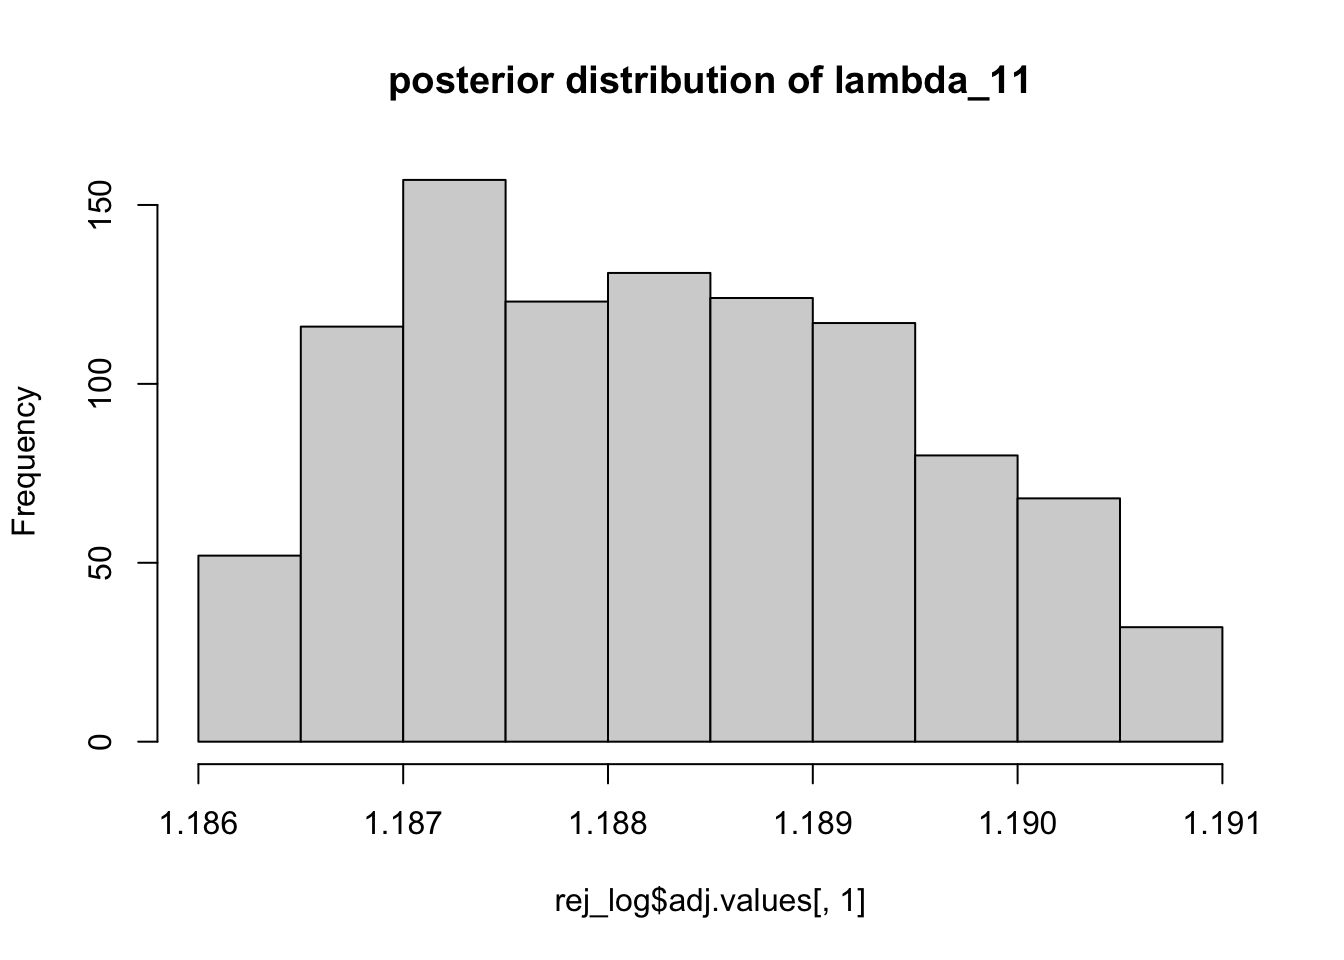 posterior distribution of lambda_11
Frequency
150
100
50
0
1.186 1.187 1.188 1.189 1.190 1.191
rej_log$adj.values[, 1]